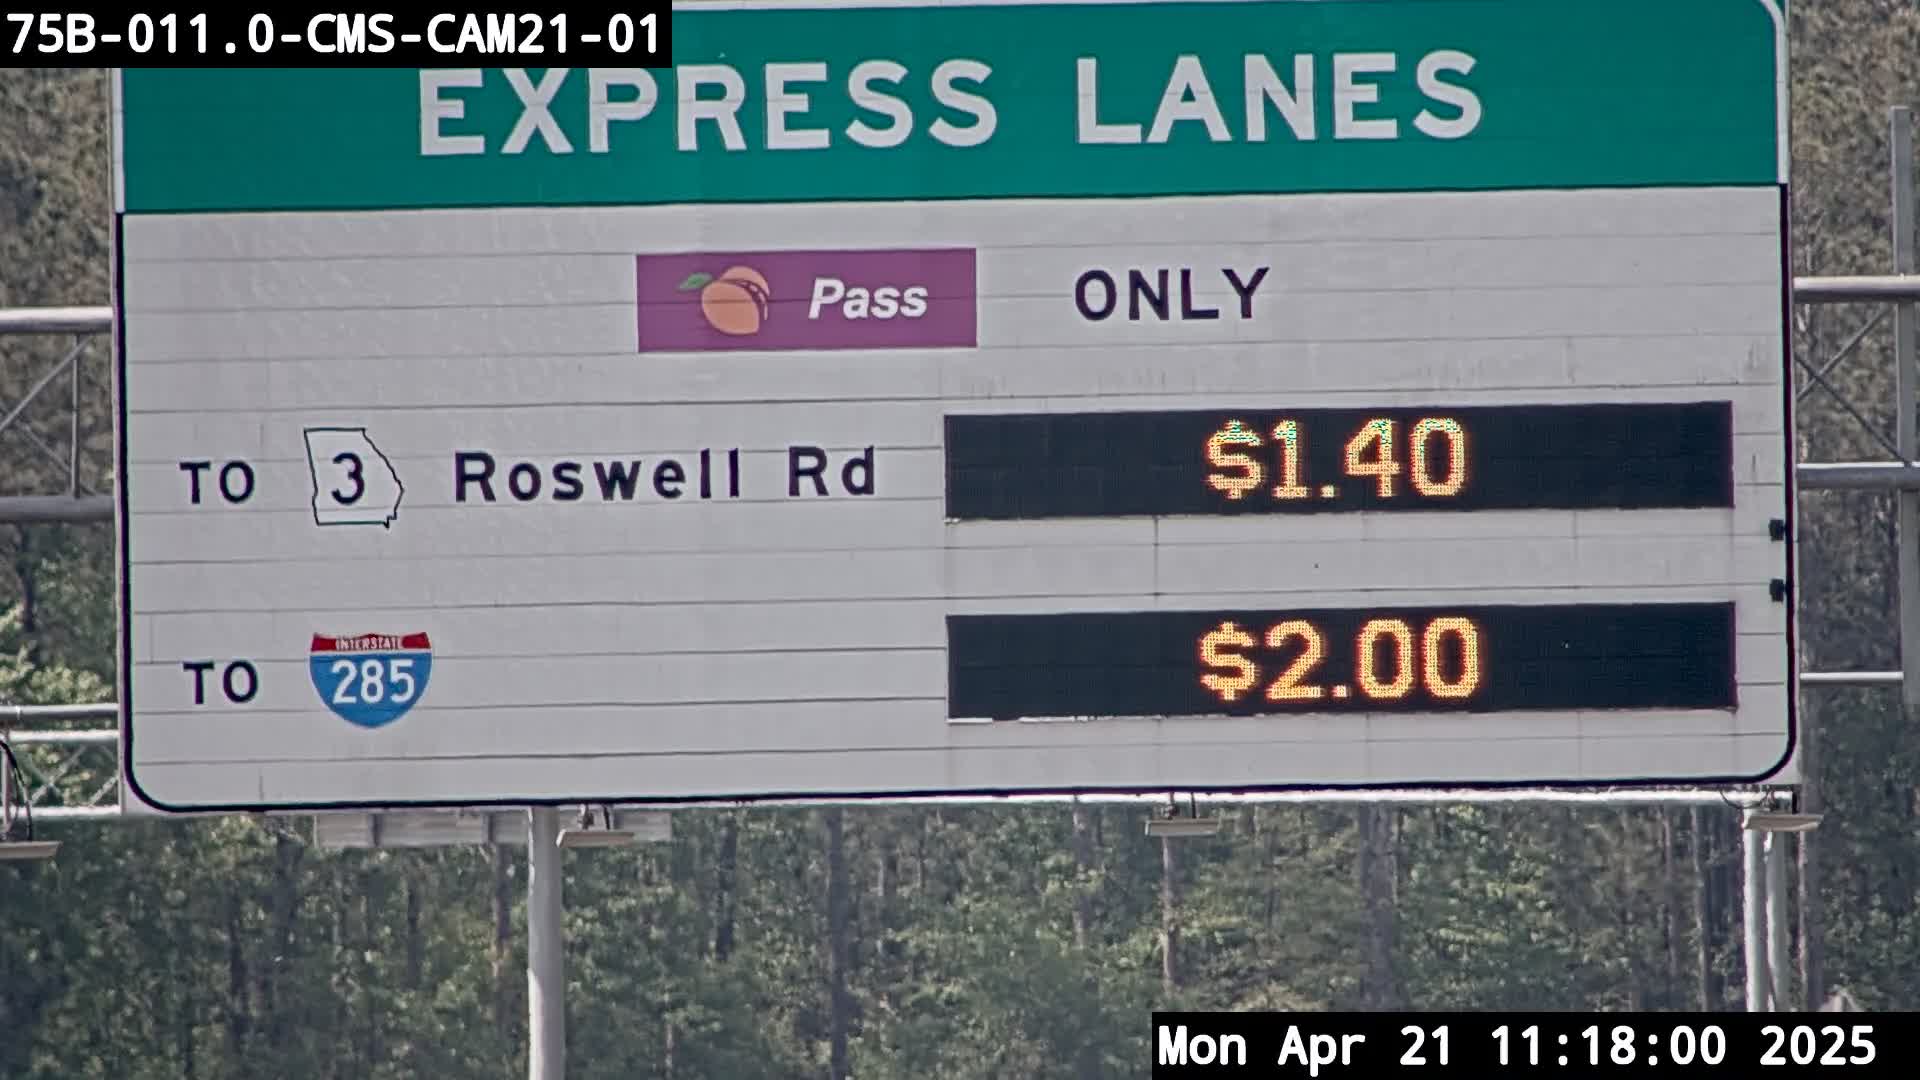 75B-011.0-CMS-CAM21-01
EXPRESS LANES
Pass ONLY
TO 3 Roswell Rd $1.40
TO INTERSTATE 285 $2.00
Mon Apr 21 11:18:00 2025